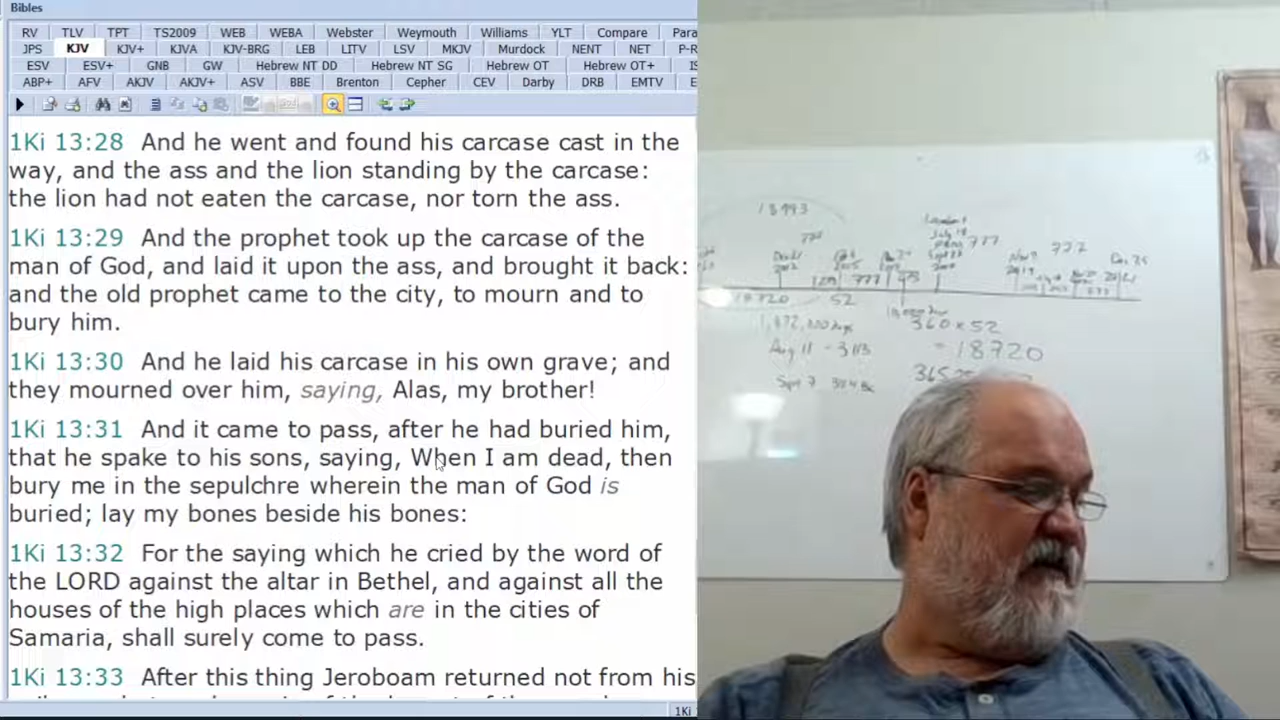 Bibles
RV TLV TPT TS2009 WEB WEBA Webster Weymouth Williams YLT Compare Para
JPS KJV KJV+ KJVA KJV-BRG LEB LITV LSV MKJV Murdock NENT NET P-R
ESV ESV+ GNB GW Hebrew NT DD Hebrew NT SG Hebrew OT Hebrew OT+ IS
ABP+ AFV AKJV AKJV+ ASV BBE Brenton Cepher CEV Darby DRB EMTV E
1Ki 13:28 And he went and found his carcase cast in the
way, and the ass and the lion standing by the carcase:
the lion had not eaten the carcase, nor torn the ass.
1Ki 13:29 And the prophet took up the carcase of the
man of God, and laid it upon the ass, and brought it back:
and the old prophet came to the city, to mourn and to
bury him.
1Ki 13:30 And he laid his carcase in his own grave; and
they mourned over him, saying, Alas, my brother!
1Ki 13:31 And it came to pass, after he had buried him,
that he spake to his sons, saying, When I am dead, then
bury me in the sepulchre wherein the man of God is
buried; lay my bones beside his bones:
1Ki 13:32 For the saying which he cried by the word of
the LORD against the altar in Bethel, and against all the
houses of the high places which are in the cities of
Samaria, shall surely come to pass.
1Ki 13:33 After this thing Jeroboam returned not from his
1Ki
18993
July 18
777
777
777
18720 52
360 x 52
= 18720
Aug 11 - 3113
Sept 7